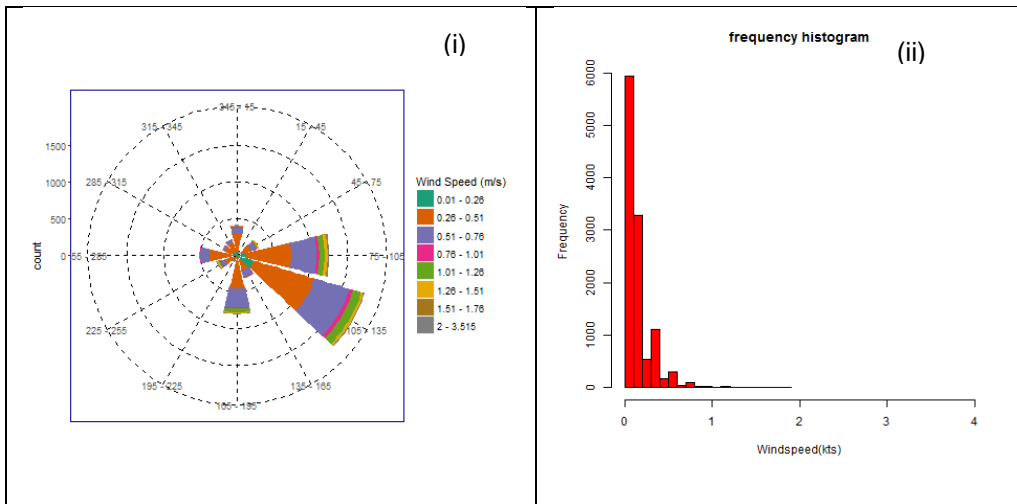 (i)
345 - 15
315 - 345
15 - 45
285 - 315
45 - 75
255 - 285
75 - 105
225 - 255
105 - 135
195 - 225
135 - 165
165 - 195
1500
1000
500
0
count
Wind Speed (m/s)
0.01 - 0.26
0.26 - 0.51
0.51 - 0.76
0.76 - 1.01
1.01 - 1.26
1.26 - 1.51
1.51 - 1.76
2 - 3.515
frequency histogram
(ii)
6000
5000
4000
3000
2000
1000
0
Frequency
0 1 2 3 4
Windspeed(kts)